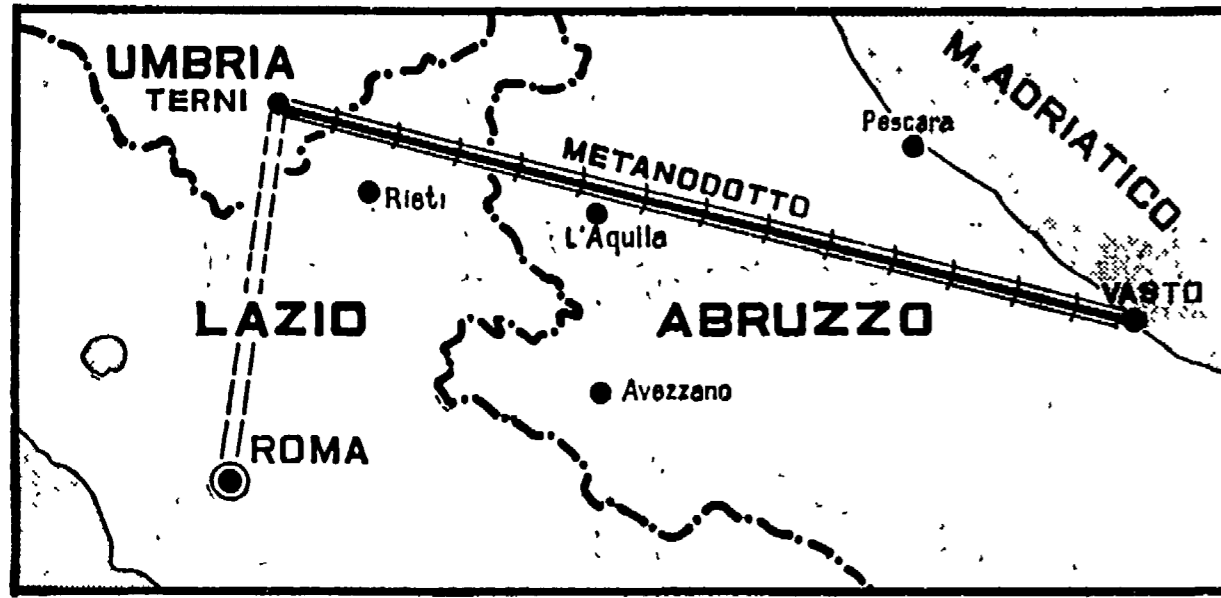 UMBRIA
TERNI
M. ADRIATICO
Pescara
METANODOTTO
Rieti
L'Aquila
VASTO
LAZIO
ABRUZZO
Avezzano
ROMA